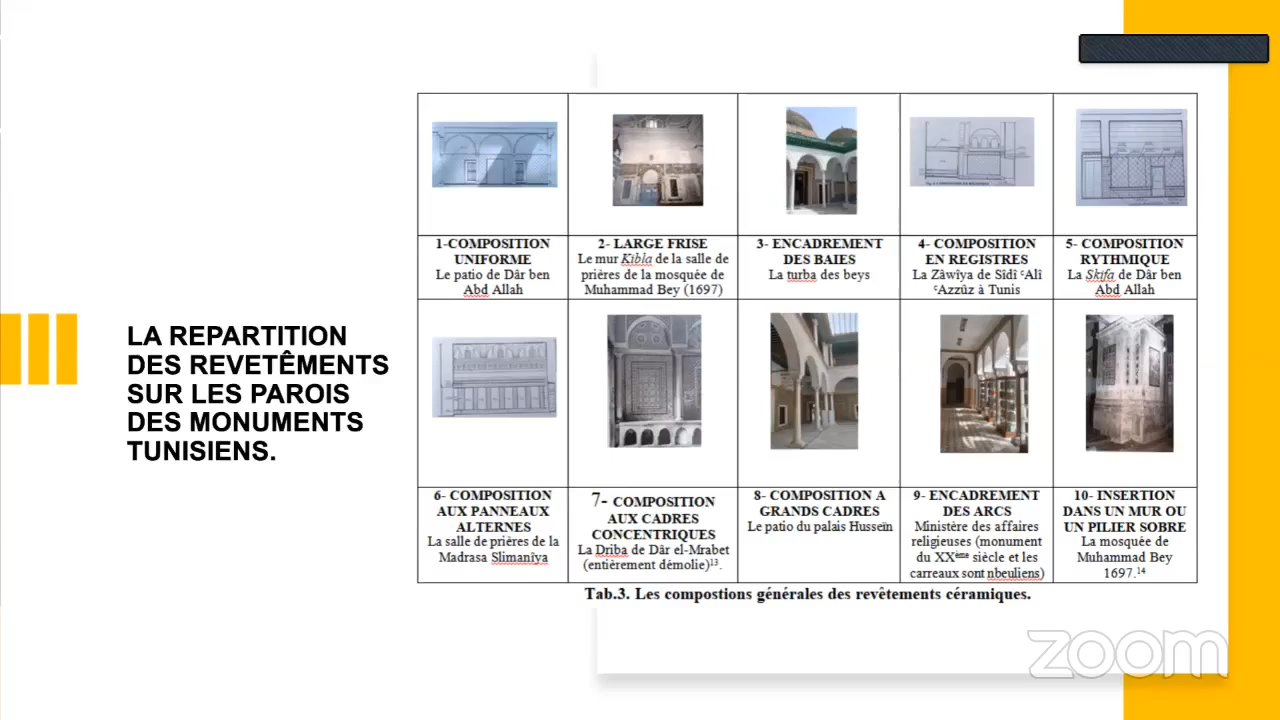 LA REPARTITION
DES REVETÊMENTS
SUR LES PAROIS
DES MONUMENTS
TUNISIENS.
1-COMPOSITION
UNIFORME
Le patio de Dâr ben
Abd Allah
2- LARGE FRISE
Le mur Kibla de la salle de
prières de la mosquée de
Muhammad Bey (1697)
3- ENCADREMENT
DES BAIES
La turba des beys
4- COMPOSITION
EN REGISTRES
La Zâwîya de Sîdî ᶜAlî
ᶜAzzûz à Tunis
5- COMPOSITION
RYTHMIQUE
La Skifa de Dâr ben
Abd Allah
6- COMPOSITION
AUX PANNEAUX
ALTERNES
La salle de prières de la
Madrasa Slimanîya
7- COMPOSITION
AUX CADRES
CONCENTRIQUES
La Driba de Dâr el-Mrabet
(entièrement démolie)¹³.
8- COMPOSITION A
GRANDS CADRES
Le patio du palais Husseïn
9- ENCADREMENT
DES ARCS
Ministère des affaires
religieuses (monument
du XXème siècle et les
carreaux sont nbeuliens)
10- INSERTION
DANS UN MUR OU
UN PILIER SOBRE
La mosquée de
Muhammad Bey
1697.¹⁴
Tab.3. Les compostions générales des revêtements céramiques.
zoom